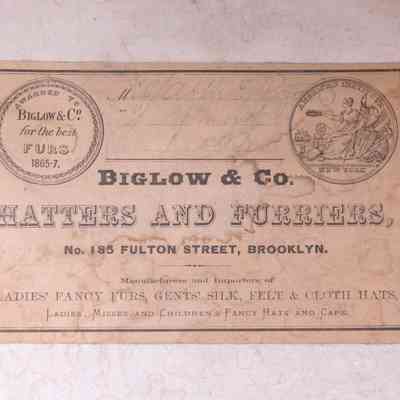 AWARDED TO
BIGLOW & Co.
for the best
FURS
1865-7.
M
AMERICAN INSTITUTE
NEW YORK
BIGLOW & Co.
HATTERS AND FURRIERS,
No. 185 FULTON STREET, BROOKLYN.
Manufacturers and Importers of
LADIES' FANCY FURS, GENTS' SILK, FELT & CLOTH HATS,
LADIES, MISSES AND CHILDREN'S FANCY HATS AND CAPS.